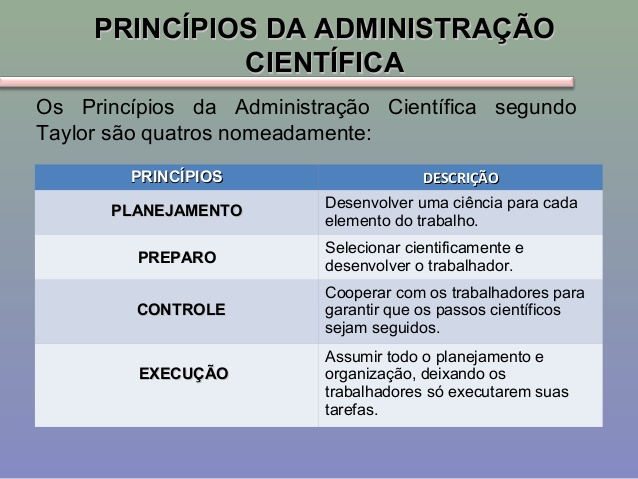 PRINCÍPIOS DA ADMINISTRAÇÃO
CIENTÍFICA
Os Princípios da Administração Científica segundo
Taylor são quatros nomeadamente:
PRINCÍPIOS
DESCRIÇÃO
PLANEJAMENTO
Desenvolver uma ciência para cada
elemento do trabalho.
PREPARO
Selecionar cientificamente e
desenvolver o trabalhador.
CONTROLE
Cooperar com os trabalhadores para
garantir que os passos científicos
sejam seguidos.
EXECUÇÃO
Assumir todo o planejamento e
organização, deixando os
trabalhadores só executarem suas
tarefas.